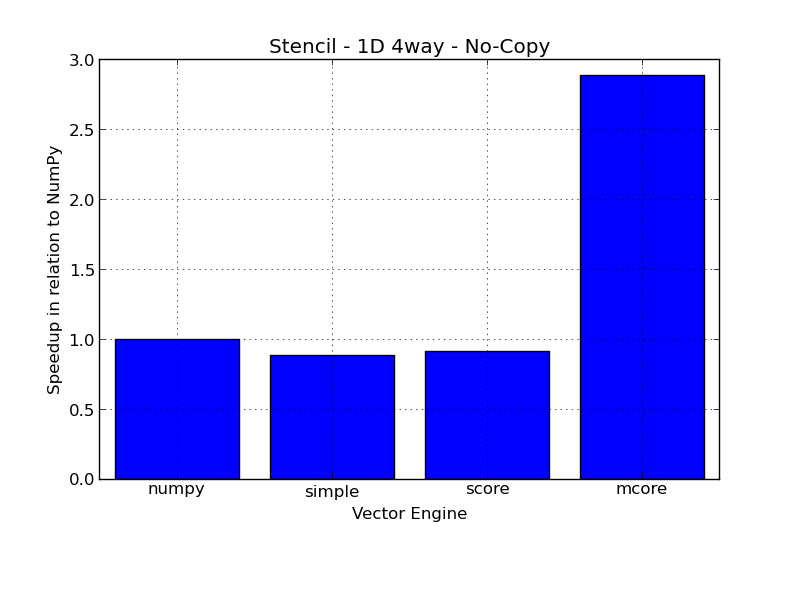 Stencil - 1D 4way - No-Copy
3.0
2.5
2.0
1.5
1.0
0.5
0.0
Speedup in relation to NumPy
numpy simple score mcore
Vector Engine